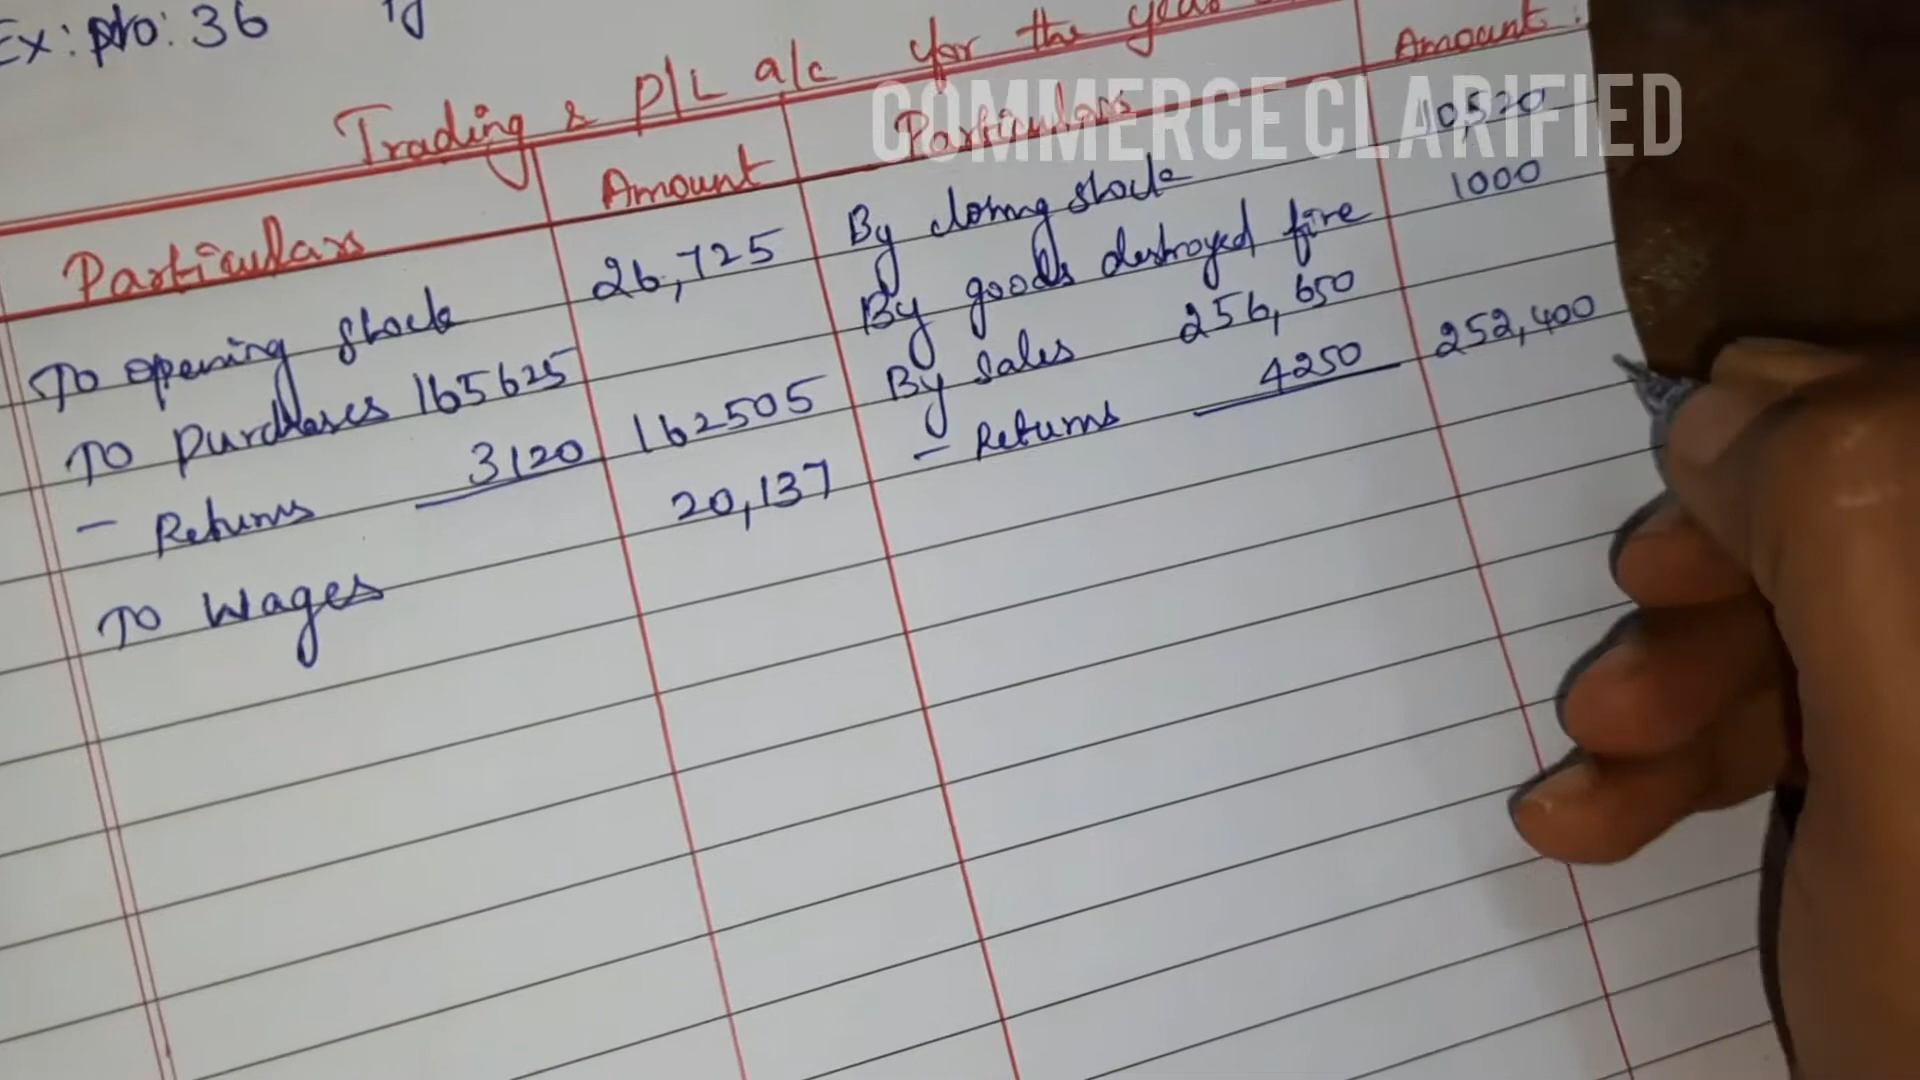 Ex: pro: 36
Trading & P/L a/c for the year
Particulars Amount Particulars Amount
COMMERCE CLARIFIED
To opening stock 26,725 By closing stock 10,520
To Purchases 165625 By goods destroyed fire 1000
- Returns 3120 162505 By Sales 256,650
To Wages 20,137 - Returns 4250 252,400